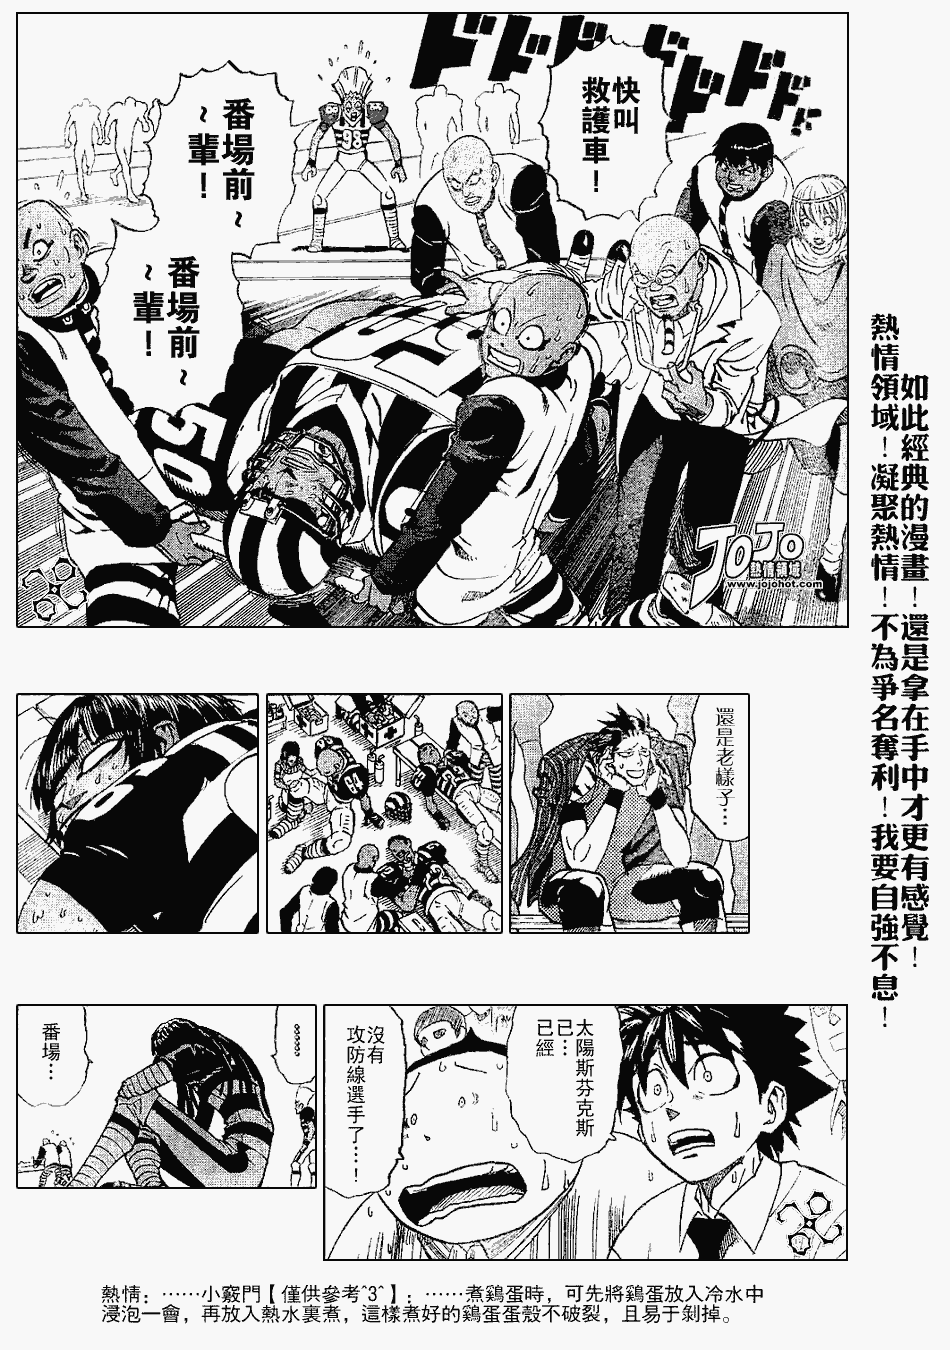 ドドドドドドド
快叫
救護車！
番場前~
~輩！
番場前~
~輩！
50
93
JOJO
熱情領域
www.jojohot.com
如此經典的漫畫！還是拿在手中才更有感覺！
熱情領域！凝聚熱情！不為爭名奪利！我要自強不息！
還是老樣子…
太陽斯芬克斯
已…
已經
沒有
攻防線選手了…！
……
番場…
熱情：……小竅門【僅供參考^3^】：……煮鷄蛋時，可先將鷄蛋放入冷水中
浸泡一會，再放入熱水裏煮，這樣煮好的鷄蛋蛋殼不破裂，且易于剝掉。